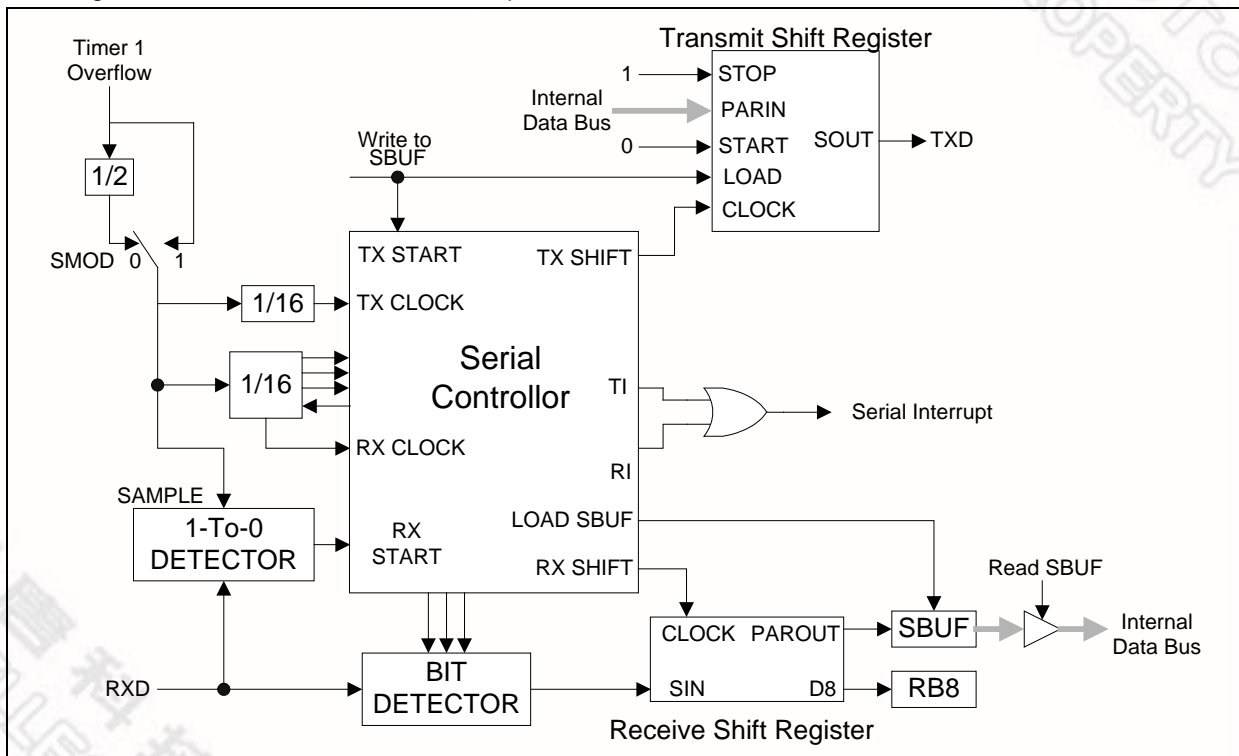 Transmit Shift Register
Timer 1
Overflow
1
STOP
Internal
Data Bus
PARIN
0
START
SOUT
TXD
Write to
SBUF
LOAD
CLOCK
1/2
SMOD 0 1
TX START
TX SHIFT
1/16
TX CLOCK
Serial
Controllor
1/16
TI
Serial Interrupt
RX CLOCK
RI
SAMPLE
1-To-0
DETECTOR
RX
START
LOAD SBUF
RX SHIFT
Read SBUF
CLOCK
PAROUT
SBUF
Internal
Data Bus
RXD
BIT
DETECTOR
SIN
D8
RB8
Receive Shift Register